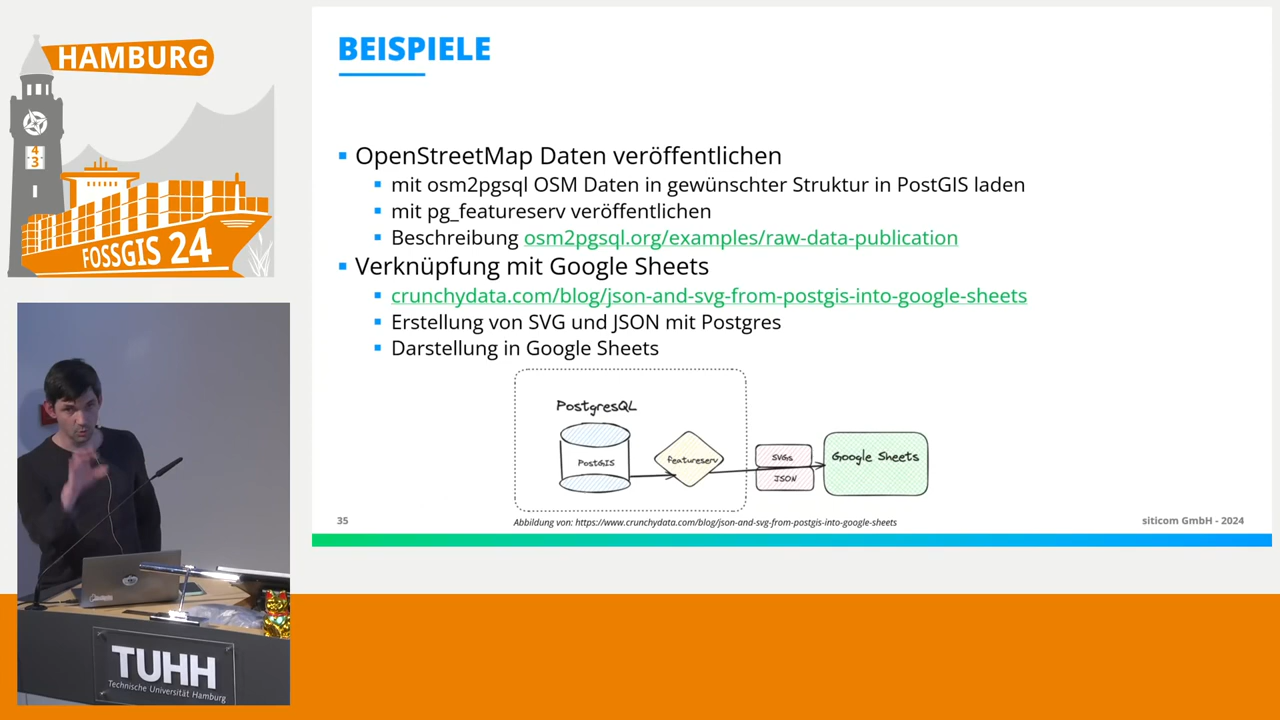 HAMBURG
4
3
FOSSGIS 24
BEISPIELE
OpenStreetMap Daten veröffentlichen
mit osm2pgsql OSM Daten in gewünschter Struktur in PostGIS laden
mit pg_featureserv veröffentlichen
Beschreibung osm2pgsql.org/examples/raw-data-publication
Verknüpfung mit Google Sheets
crunchydata.com/blog/json-and-svg-from-postgis-into-google-sheets
Erstellung von SVG und JSON mit Postgres
Darstellung in Google Sheets
PostgresQL
PostGIS
featureserv
SVGs
JSON
Google Sheets
35
Abbildung von: https://www.crunchydata.com/blog/json-and-svg-from-postgis-into-google-sheets
siticom GmbH - 2024
TUHH
Technische Universität Hamburg